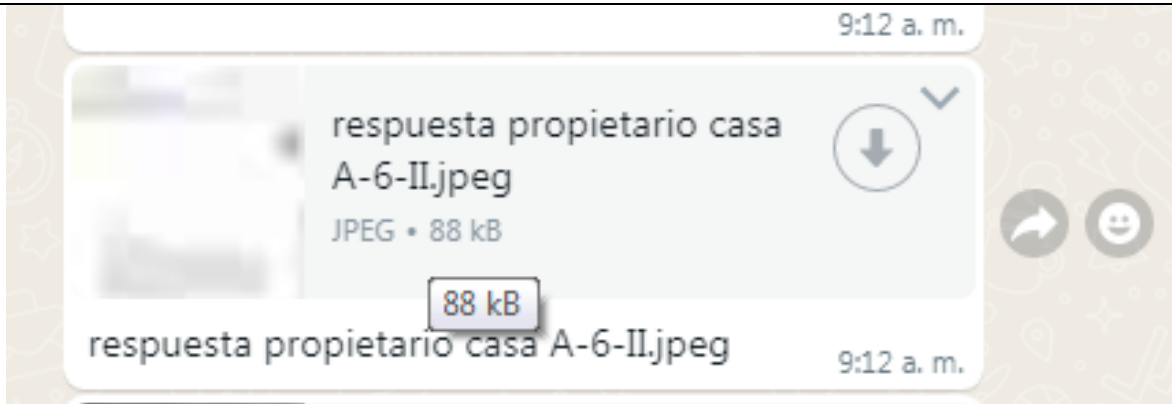 9:12 a. m.
respuesta propietario casa
A-6-II.jpeg
JPEG • 88 kB
88 kB
respuesta propietario casa A-6-II.jpeg
9:12 a. m.